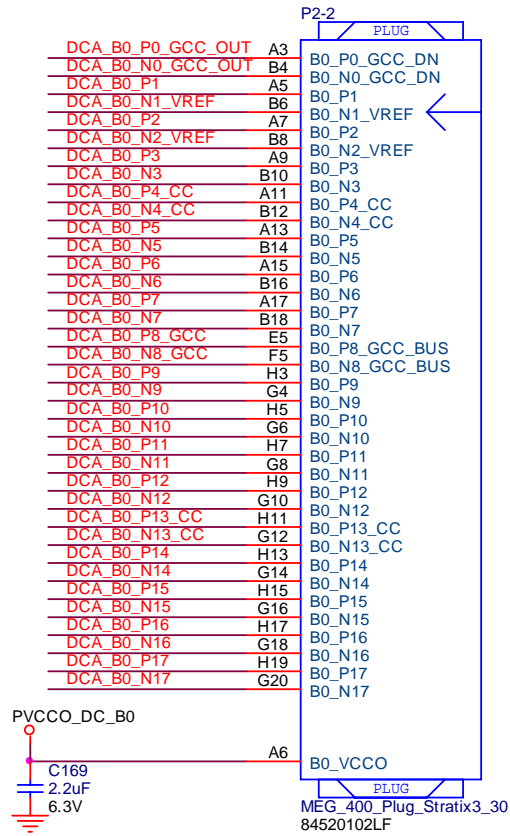 P2-2
PLUG
DCA_B0_P0_GCC_OUT A3 B0_P0_GCC_DN
DCA_B0_N0_GCC_OUT B4 B0_N0_GCC_DN
DCA_B0_P1 A5 B0_P1
DCA_B0_N1_VREF B6 B0_N1_VREF
DCA_B0_P2 A7 B0_P2
DCA_B0_N2_VREF B8 B0_N2_VREF
DCA_B0_P3 A9 B0_P3
DCA_B0_N3 B10 B0_N3
DCA_B0_P4_CC A11 B0_P4_CC
DCA_B0_N4_CC B12 B0_N4_CC
DCA_B0_P5 A13 B0_P5
DCA_B0_N5 B14 B0_N5
DCA_B0_P6 A15 B0_P6
DCA_B0_N6 B16 B0_N6
DCA_B0_P7 A17 B0_P7
DCA_B0_N7 B18 B0_N7
DCA_B0_P8_GCC E5 B0_P8_GCC_BUS
DCA_B0_N8_GCC F5 B0_N8_GCC_BUS
DCA_B0_P9 H3 B0_P9
DCA_B0_N9 G4 B0_N9
DCA_B0_P10 H5 B0_P10
DCA_B0_N10 G6 B0_N10
DCA_B0_P11 H7 B0_P11
DCA_B0_N11 G8 B0_N11
DCA_B0_P12 H9 B0_P12
DCA_B0_N12 G10 B0_N12
DCA_B0_P13_CC H11 B0_P13_CC
DCA_B0_N13_CC G12 B0_N13_CC
DCA_B0_P14 H13 B0_P14
DCA_B0_N14 G14 B0_N14
DCA_B0_P15 H15 B0_P15
DCA_B0_N15 G16 B0_N15
DCA_B0_P16 H17 B0_P16
DCA_B0_N16 G18 B0_N16
DCA_B0_P17 H19 B0_P17
DCA_B0_N17 G20 B0_N17
PVCCO_DC_B0
A6 B0_VCCO
C169
2.2uF
6.3V
PLUG
MEG_400_Plug_Stratix3_30
84520102LF